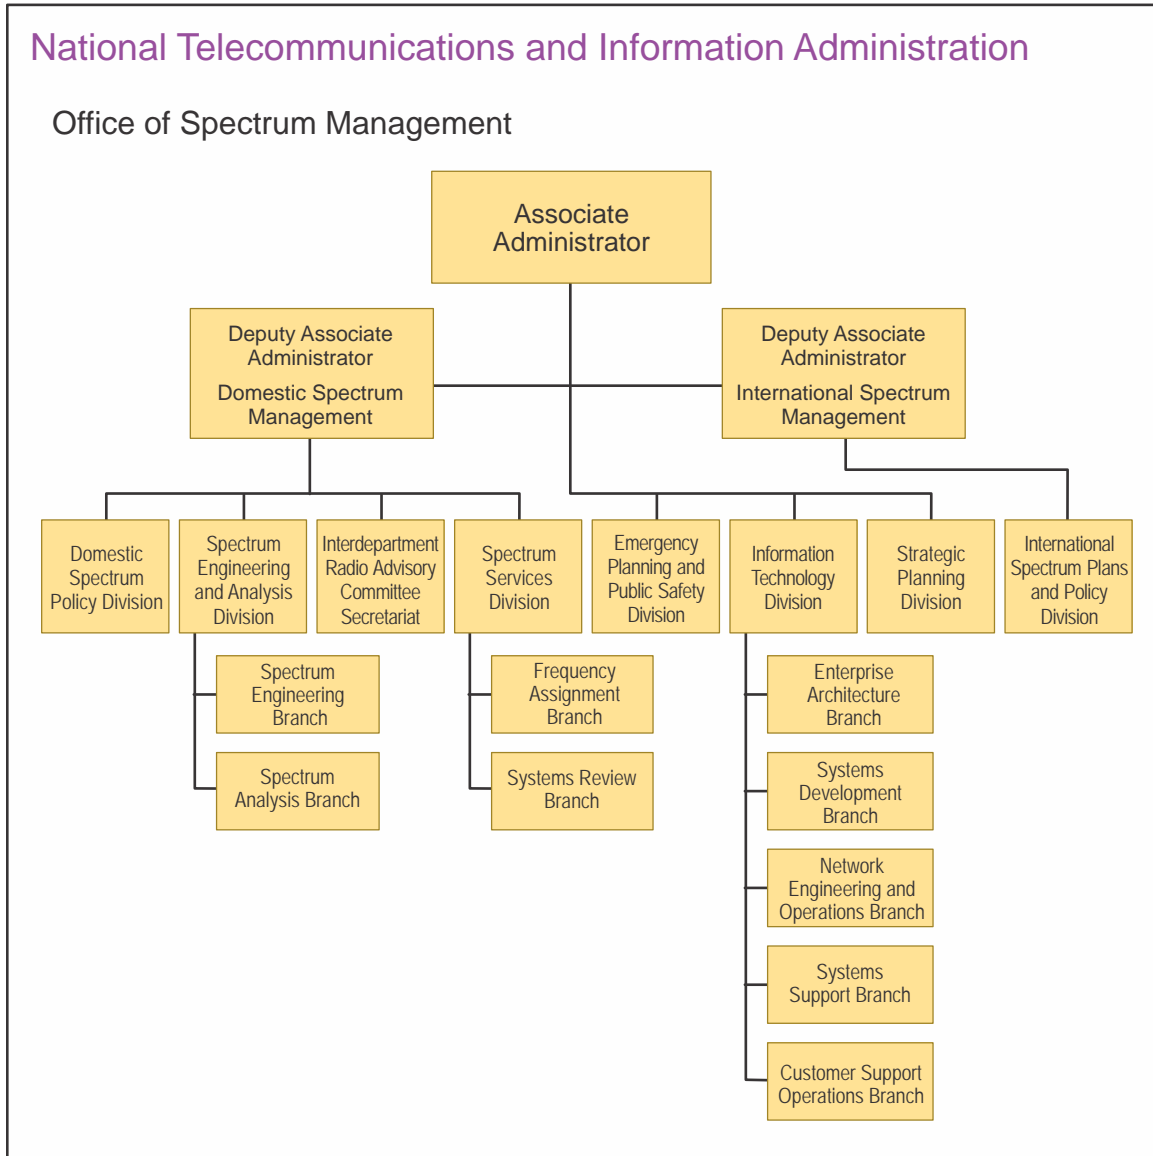 National Telecommunications and Information Administration
Office of Spectrum Management
Associate
Administrator
Deputy Associate
Administrator
Domestic Spectrum
Management
Deputy Associate
Administrator
International Spectrum
Management
Domestic
Spectrum
Policy Division
Spectrum
Engineering
and Analysis
Division
Interdepartment
Radio Advisory
Committee
Secretariat
Spectrum
Services
Division
Emergency
Planning and
Public Safety
Division
Information
Technology
Division
Strategic
Planning
Division
International
Spectrum Plans
and Policy
Division
Spectrum
Engineering
Branch
Spectrum
Analysis Branch
Frequency
Assignment
Branch
Systems Review
Branch
Enterprise
Architecture
Branch
Systems
Development
Branch
Network
Engineering and
Operations Branch
Systems
Support Branch
Customer Support
Operations Branch